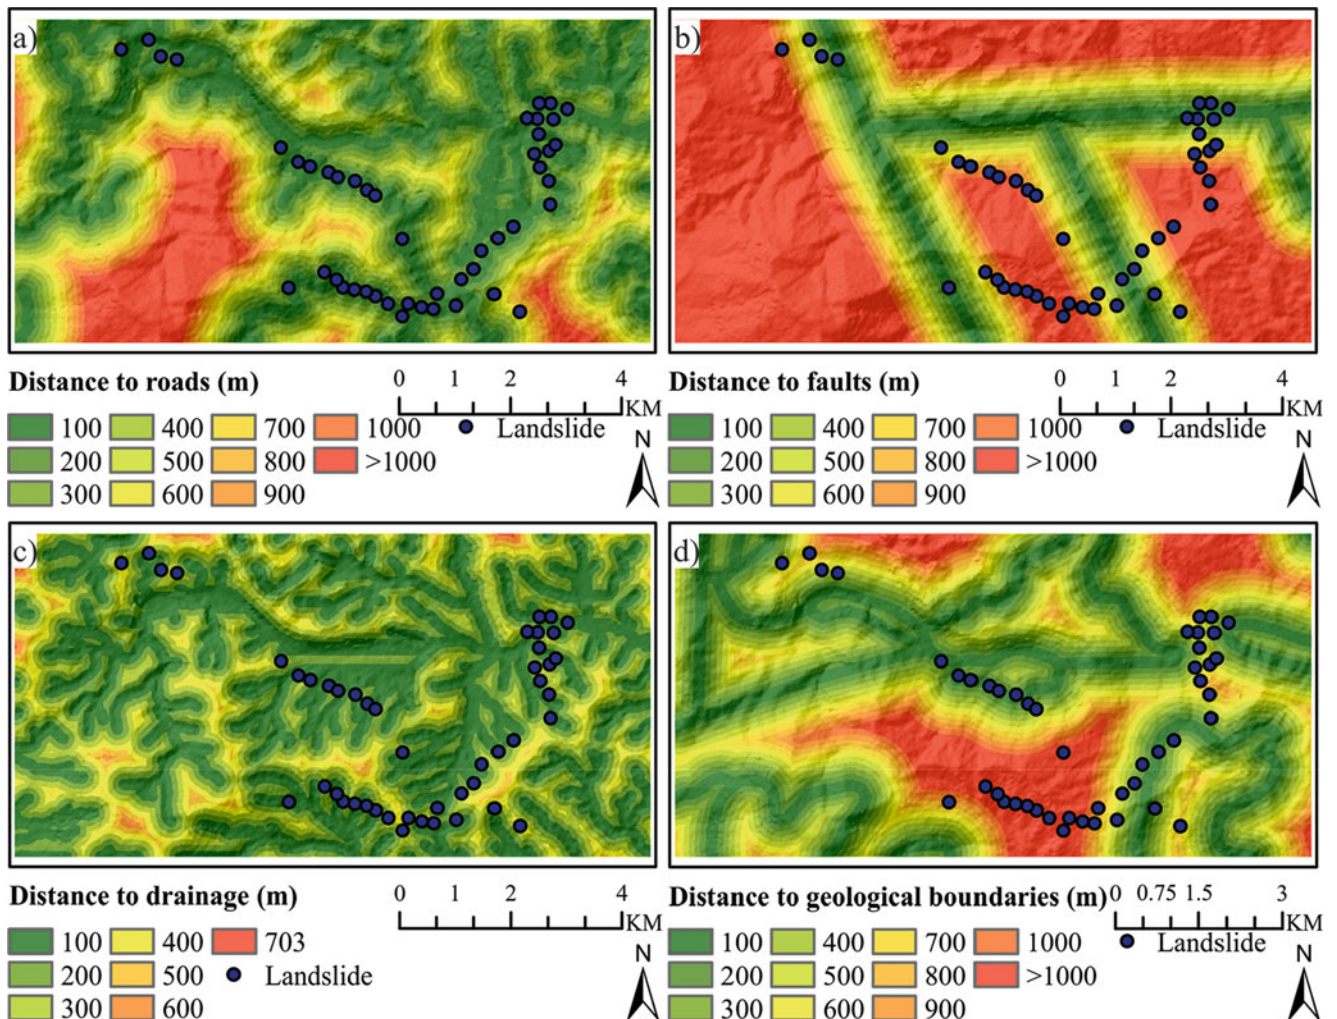 a)
b)
Distance to roads (m)
0 1 2 4
KM
100 400 700 1000 Landslide
200 500 800 >1000
300 600 900
N
Distance to faults (m)
0 1 2 4
KM
100 400 700 1000 Landslide
200 500 800 >1000
300 600 900
N
c)
d)
Distance to drainage (m)
0 1 2 4
KM
100 400 703
200 500 Landslide
300 600
N
Distance to geological boundaries (m)
0 0.75 1.5 3
KM
100 400 700 1000 Landslide
200 500 800 >1000
300 600 900
N